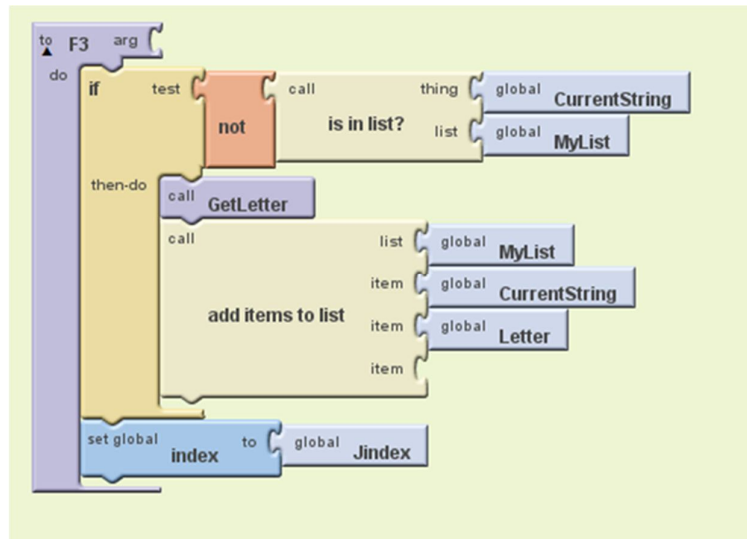 to F3 arg
do
if test not call is in list? thing global CurrentString
list global MyList
then-do
call GetLetter
call add items to list list global MyList
item global CurrentString
item global Letter
item
set global index to global Jindex